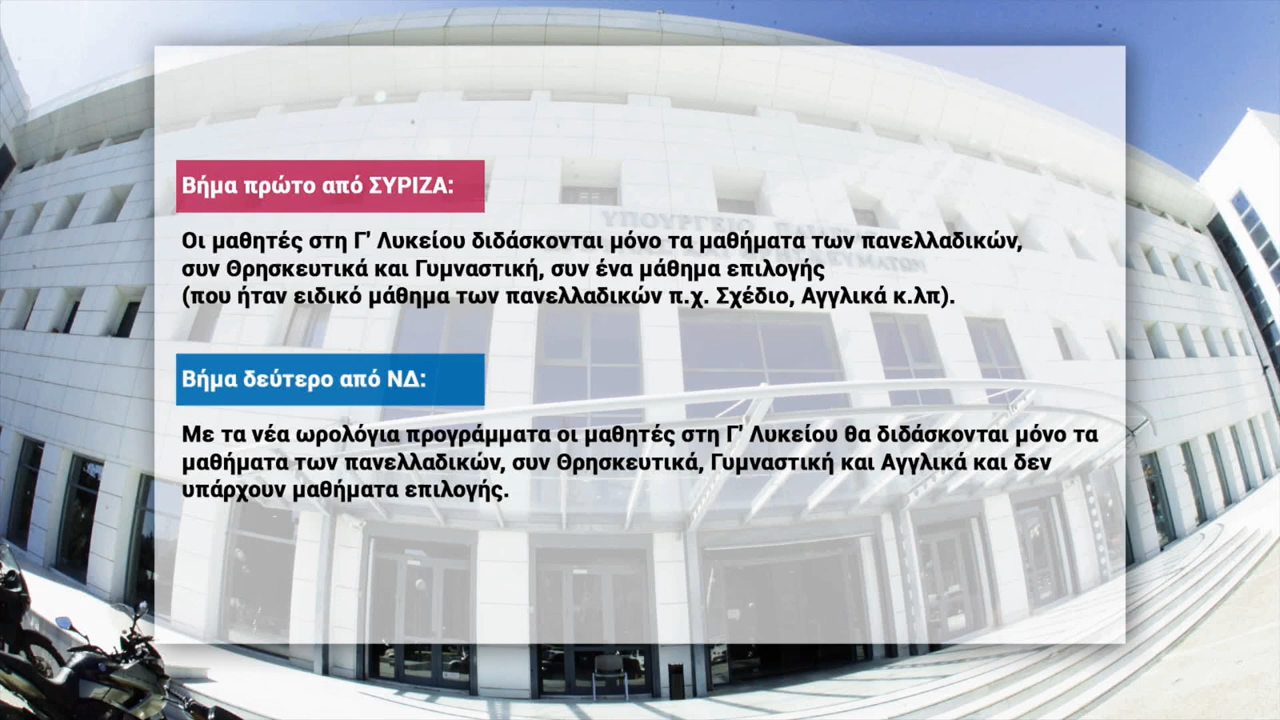 Βήμα πρώτο από ΣΥΡΙΖΑ:
ΥΠΟΥΡΓΕΙΟ
Οι μαθητές στη Γ’ Λυκείου διδάσκονται μόνο τα μαθήματα των πανελλαδικών,
συν Θρησκευτικά και Γυμναστική, συν ένα μάθημα επιλογής
(που ήταν ειδικό μάθημα των πανελλαδικών π.χ. Σχέδιο, Αγγλικά κ.λπ).
Βήμα δεύτερο από ΝΔ:
Με τα νέα ωρολόγια προγράμματα οι μαθητές στη Γ’ Λυκείου θα διδάσκονται μόνο τα
μαθήματα των πανελλαδικών, συν Θρησκευτικά, Γυμναστική και Αγγλικά και δεν
υπάρχουν μαθήματα επιλογής.